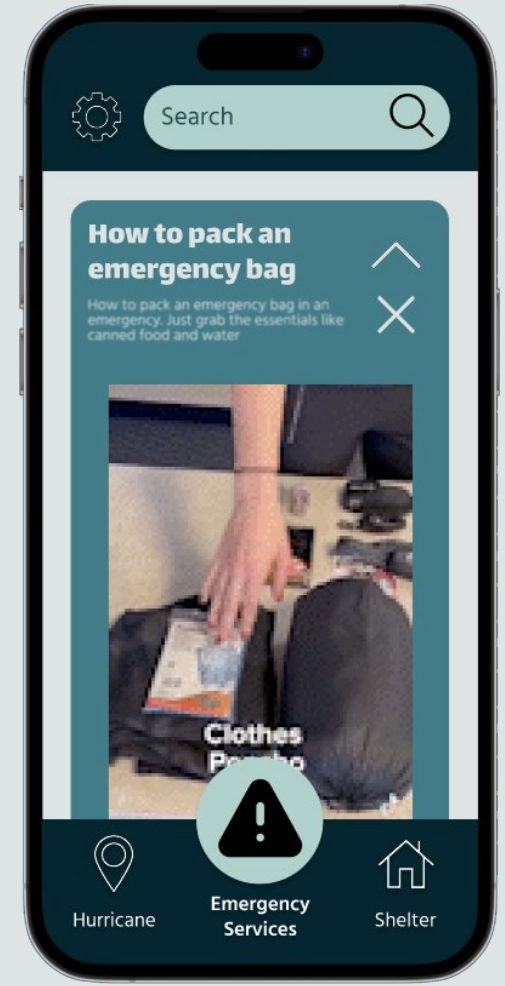 Search
How to pack an
emergency bag
How to pack an emergency bag in an
emergency. Just grab the essentials like
canned food and water
Clothes
Poncho
Hurricane
Emergency
Services
Shelter